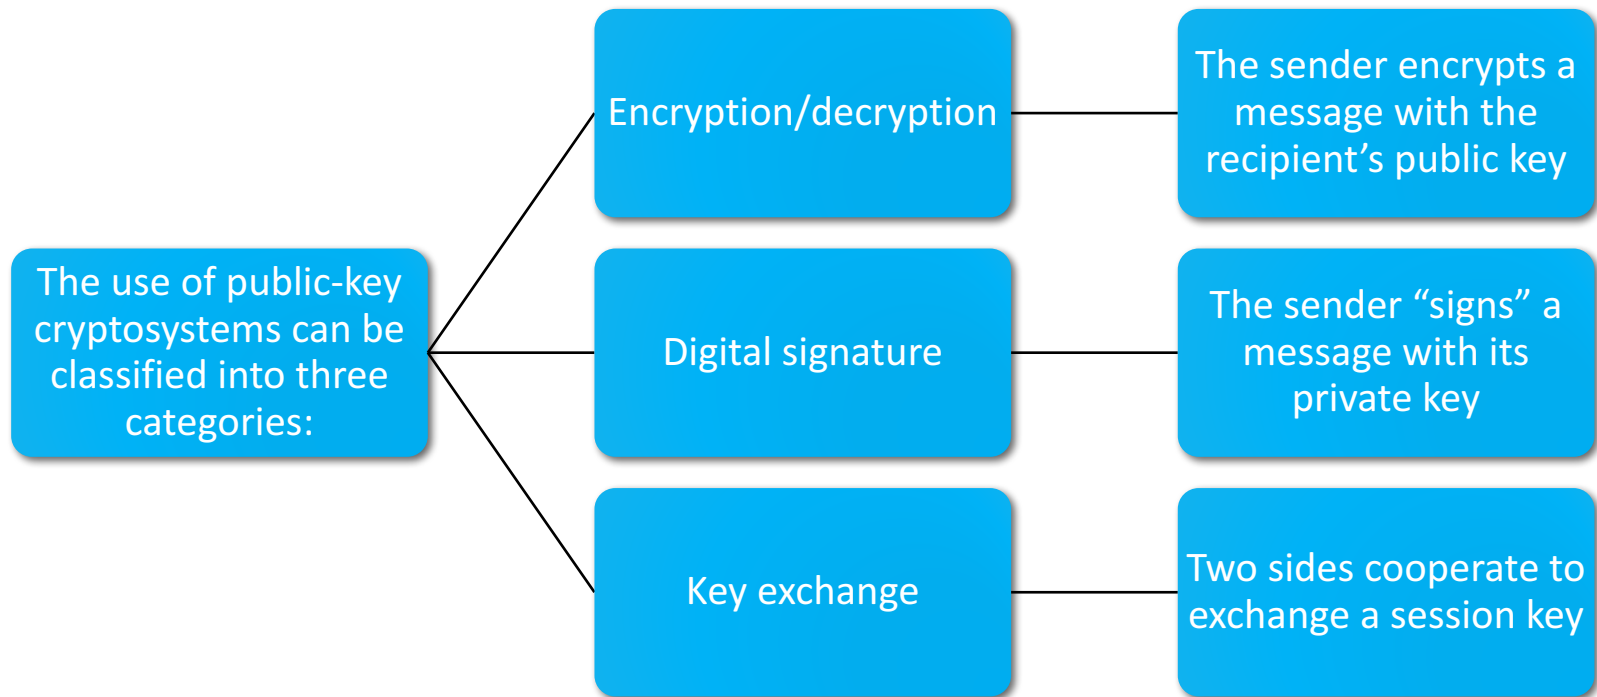 The use of public-key
cryptosystems can be
classified into three
categories:
Encryption/decryption
The sender encrypts a
message with the
recipient’s public key
Digital signature
The sender “signs” a
message with its
private key
Key exchange
Two sides cooperate to
exchange a session key